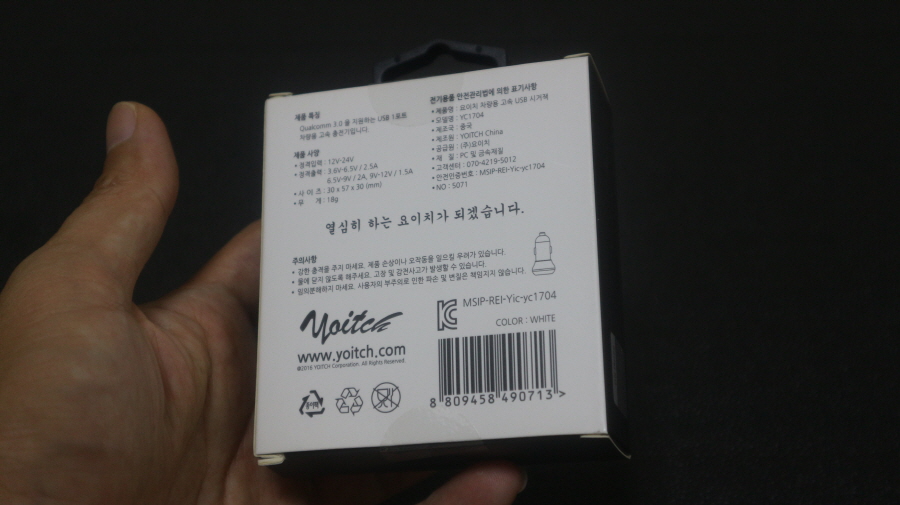 제품 특징
Qualcomm 3.0 을 지원하는 USB 1포트
차량용 고속 충전기입니다.
제품 사양
• 정격입력 : 12V-24V
• 정격출력 : 3.6V-6.5V / 2.5A
6.5V-9V / 2A, 9V-12V / 1.5A
• 사 이 즈 : 30 x 57 x 30 (mm)
• 무 게 : 18g
전기용품 안전관리법에 의한 표기사항
• 제품명 : 요이치 차량용 고속 USB 시거잭
• 모델명 : YC1704
• 제조국 : 중국
• 제조원 : YOITCH China
• 공급원 : (주)요이치
• 재 질 : PC 및 금속재질
• 고객센터 : 070-4219-5012
• 안전인증번호 : MSIP-REI-Yic-yc1704
• NO : S071
열심히 하는 요이치가 되겠습니다.
주의사항
• 강한 충격을 주지 마세요. 제품 손상이나 오작동을 일으킬 우려가 있습니다.
• 물에 닿지 않도록 해주세요. 고장 및 감전사고가 발생할 수 있습니다.
• 임의분해하지 마세요. 사용자의 부주의로 인한 파손 및 변질은 책임지지 않습니다.
Yoitch
www.yoitch.com
©2016 YOITCH Corporation. All Rights Reserved
MSIP-REI-Yic-yc1704
COLOR : WHITE
8 809458 490713 >
종이팩